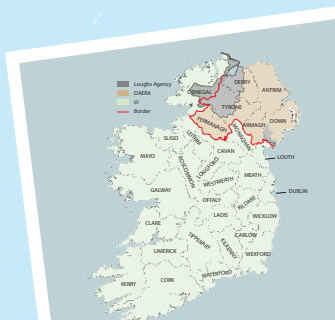 Loughs Agency
DAERA
IFI
Border
DERRY
DONEGAL
ANTRIM
TYRONE
FERMANAGH
ARMAGH
DOWN
MONAGHAN
SLIGO
LEITRIM
CAVAN
LOUTH
MAYO
ROSCOMMON
LONGFORD
MEATH
WESTMEATH
GALWAY
DUBLIN
OFFALY
KILDARE
LAOIS
WICKLOW
CLARE
CARLOW
TIPPERARY
KILKENNY
LIMERICK
WEXFORD
WATERFORD
KERRY
CORK